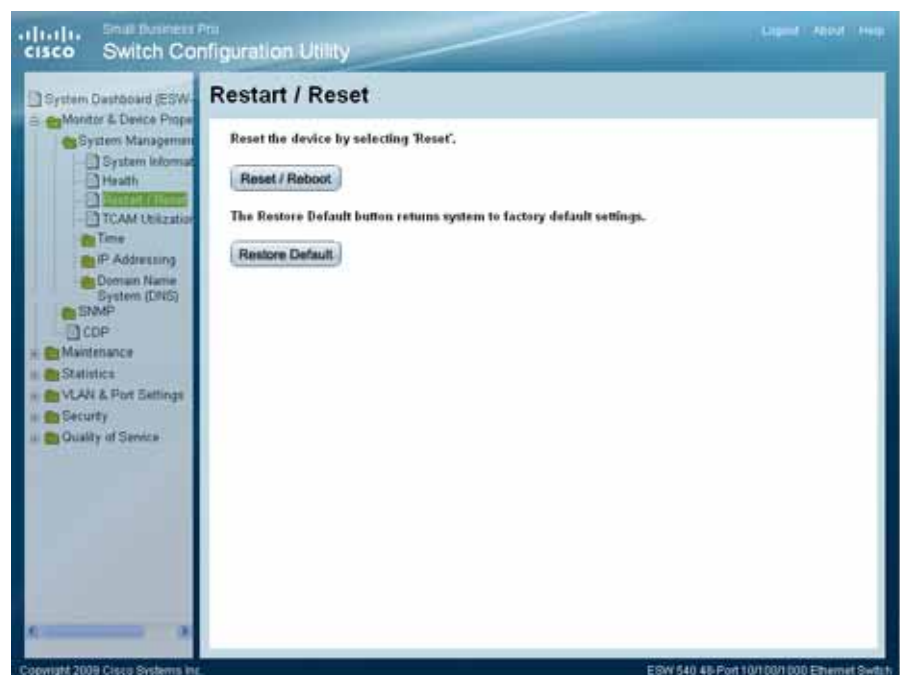 Small Business Pro
CISCO Switch Configuration Utility
Logout About Help
System Dashboard (ESW-
Monitor & Device Prope
System Managemen
System Informat
Health
Restart / Reset
TCAM Utilization
Time
IP Addressing
Domain Name
System (DNS)
SNMP
CDP
Maintenance
Statistics
VLAN & Port Settings
Security
Quality of Service
Restart / Reset
Reset the device by selecting 'Reset'.
Reset / Reboot
The Restore Default button returns system to factory default settings.
Restore Default
Copyright 2009 Cisco Systems Inc.
ESW 540 48-Port 10/100/1000 Ethernet Switch